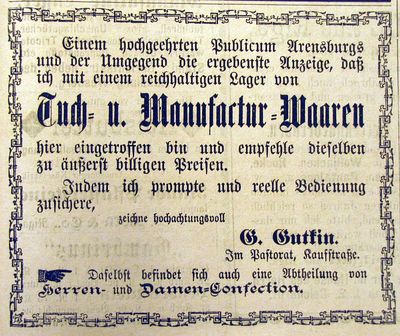 Einem hochgeehrten Publicum Arensburgs
und der Umgegend die ergebenste Anzeige, daß
ich mit einem reichhaltigen Lager von
Tuch- u. Manufactur-Waaren
hier eingetroffen bin und empfehle dieselben
zu äußerst billigen Preisen.
Indem ich prompte und reelle Bedienung
zusichere,
zeichne hochachtungsvoll
G. Gutkin.
Im Pastorat, Kaufstraße.
Daselbst befindet sich auch eine Abtheilung von
Herren- und Damen-Confection.